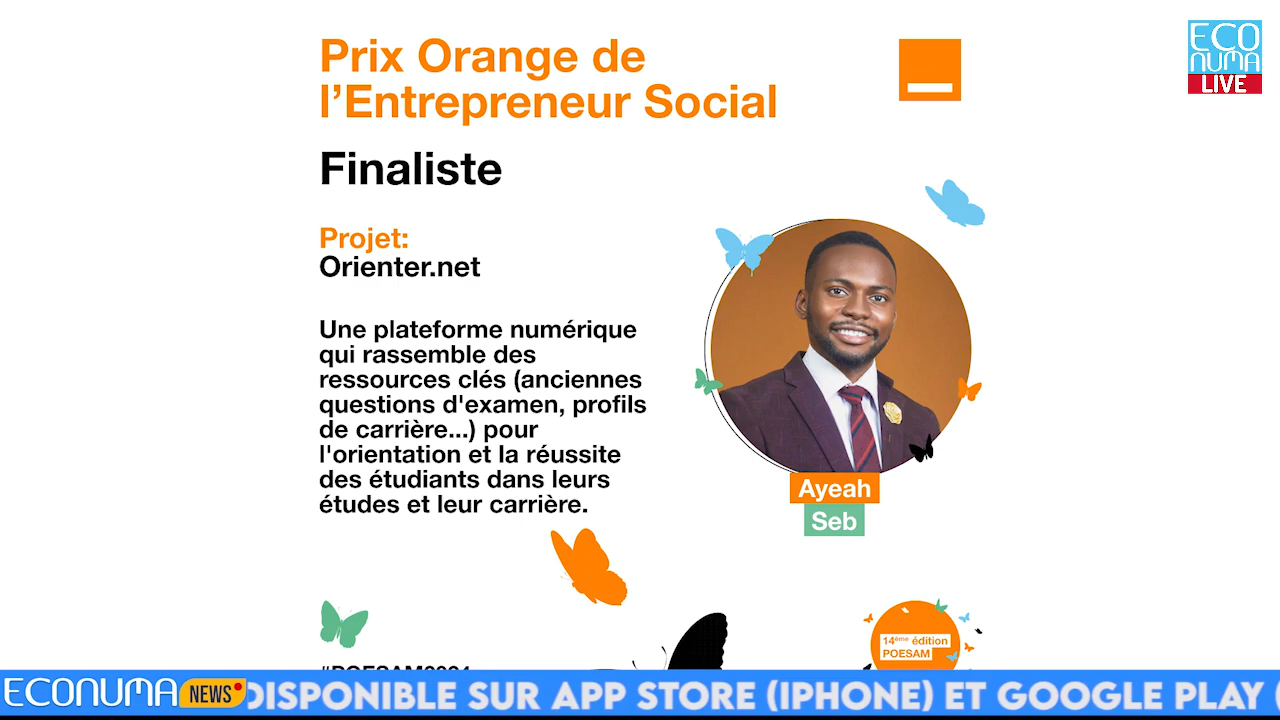 Prix Orange de
l’Entrepreneur Social
ECO
NUMA
LIVE
Finaliste
Projet:
Orienter.net
Une plateforme numérique
qui rassemble des
ressources clés (anciennes
questions d'examen, profils
de carrière...) pour
l'orientation et la réussite
des étudiants dans leurs
études et leur carrière.
Ayeah
Seb
14ème édition
POESAM
ECONUMA NEWS DISPONIBLE SUR APP STORE (IPHONE) ET GOOGLE PLAY (